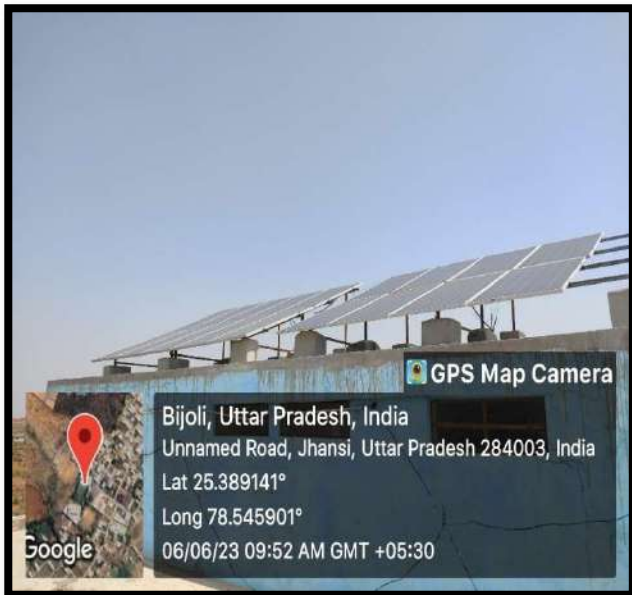 GPS Map Camera
Bijoli, Uttar Pradesh, India
Unnamed Road, Jhansi, Uttar Pradesh 284003, India
Lat 25.389141°
Long 78.545901°
06/06/23 09:52 AM GMT +05:30
Google